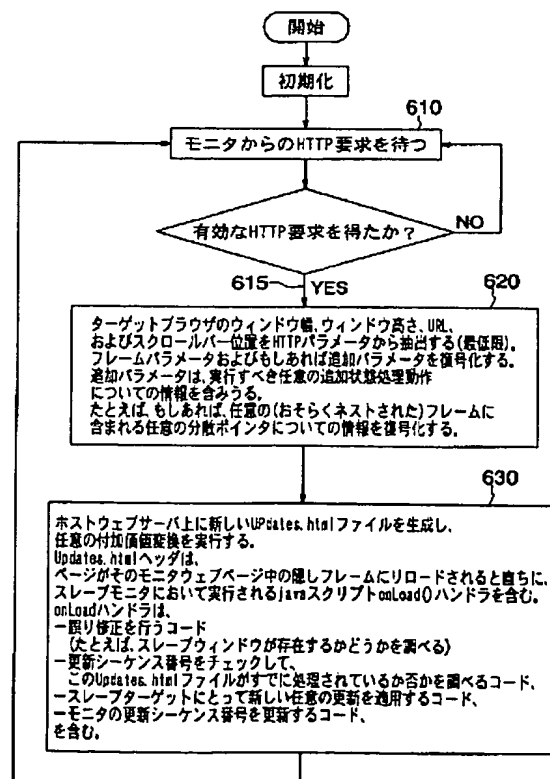 開始
初期化
610
モニタからのHTTP要求を待つ
有効なHTTP要求を得たか?
NO
615
YES
620
ターゲットブラウザのウィンドウ幅、ウィンドウ高さ、URL、
およびスクロールバー位置をHTTPパラメータから抽出する(最低限)。
フレームパラメータおよびもしあれば追加パラメータを復号化する。
追加パラメータは、実行すべき任意の追加状態処理動作
についての情報を含みうる。
たとえば、もしあれば、任意の(おそらくネストされた)フレームに
含まれる任意の分散ポインタについての情報を復号化する。
630
ホストウェブサーバ上に新しいUPdates.htmlファイルを生成し、
任意の付加価値変換を実行する。
Updates.htmlヘッダは、
ページがそのモニタウェブページ中の隠しフレームにリロードされると直ちに、
スレーブモニタにおいて実行されるjavaスクリプトonLoad()ハンドラを含む。
onLoadハンドラは、
ー誤り修正を行うコード
(たとえば、スレーブウィンドウが存在するかどうかを調べる)
ー更新シーケンス番号をチェックして、
このUpdates.htmlファイルがすでに処理されているか否かを調べるコード、
ースレーブターゲットにとって新しい任意の更新を適用するコード、
ーモニタの更新シーケンス番号を更新するコード、
を含む。